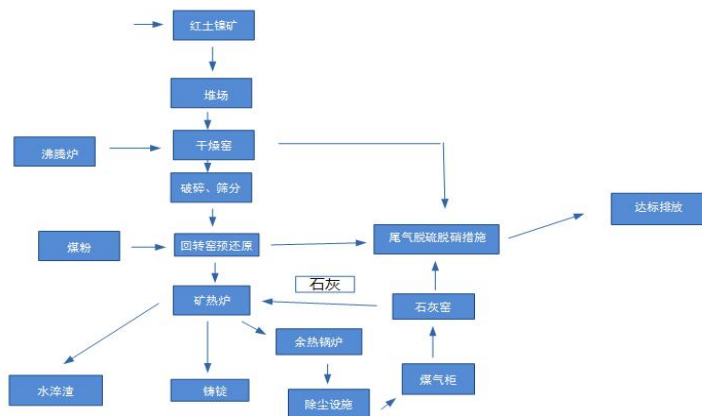 红土镍矿
堆场
沸腾炉
干燥窑
破碎、筛分
达标排放
煤粉
回转窑预还原
尾气脱硫脱硝措施
石灰
矿热炉
石灰窑
余热锅炉
水淬渣
铸锭
煤气柜
除尘设施